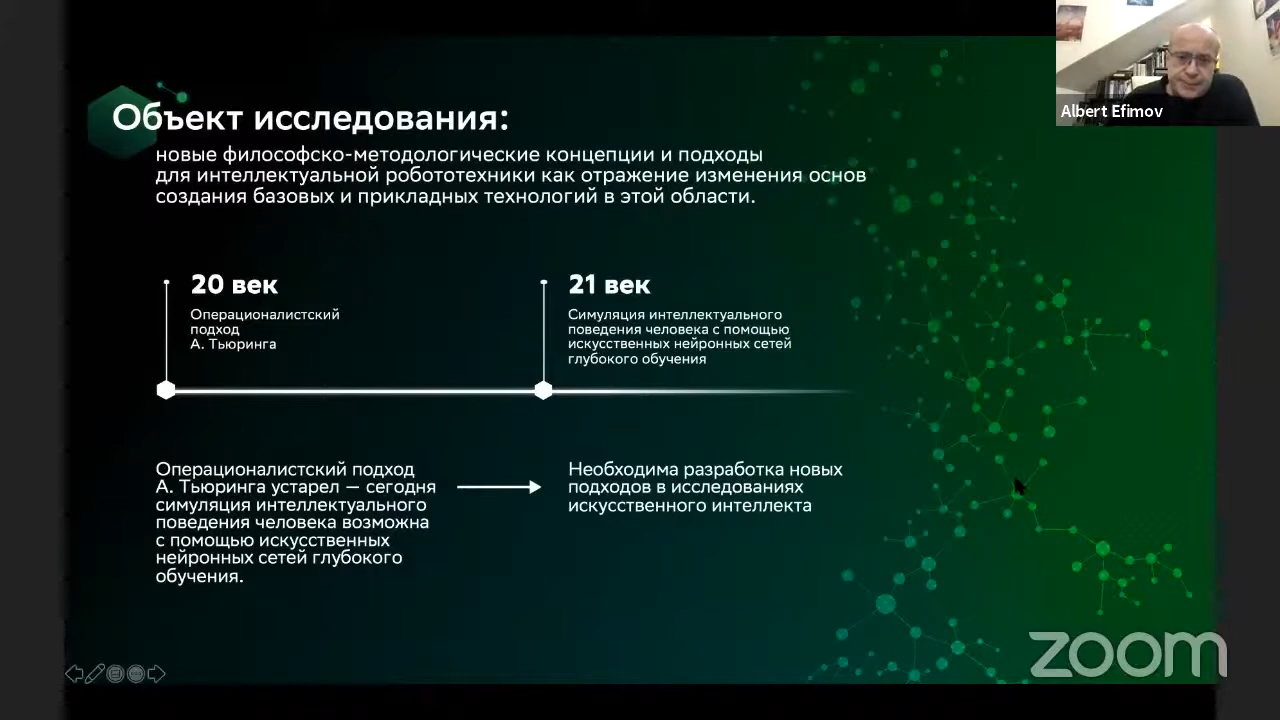 Albert Efimov
Объект исследования:
новые философско-методологические концепции и подходы
для интеллектуальной робототехники как отражение изменения основ
создания базовых и прикладных технологий в этой области.
20 век
Операционалистский
подход
А. Тьюринга
21 век
Симуляция интеллектуального
поведения человека с помощью
искусственных нейронных сетей
глубокого обучения
Операционалистский подход
А. Тьюринга устарел — сегодня
симуляция интеллектуального
поведения человека возможна
с помощью искусственных
нейронных сетей глубокого
обучения.
Необходима разработка новых
подходов в исследованиях
искусственного интеллекта
zoom